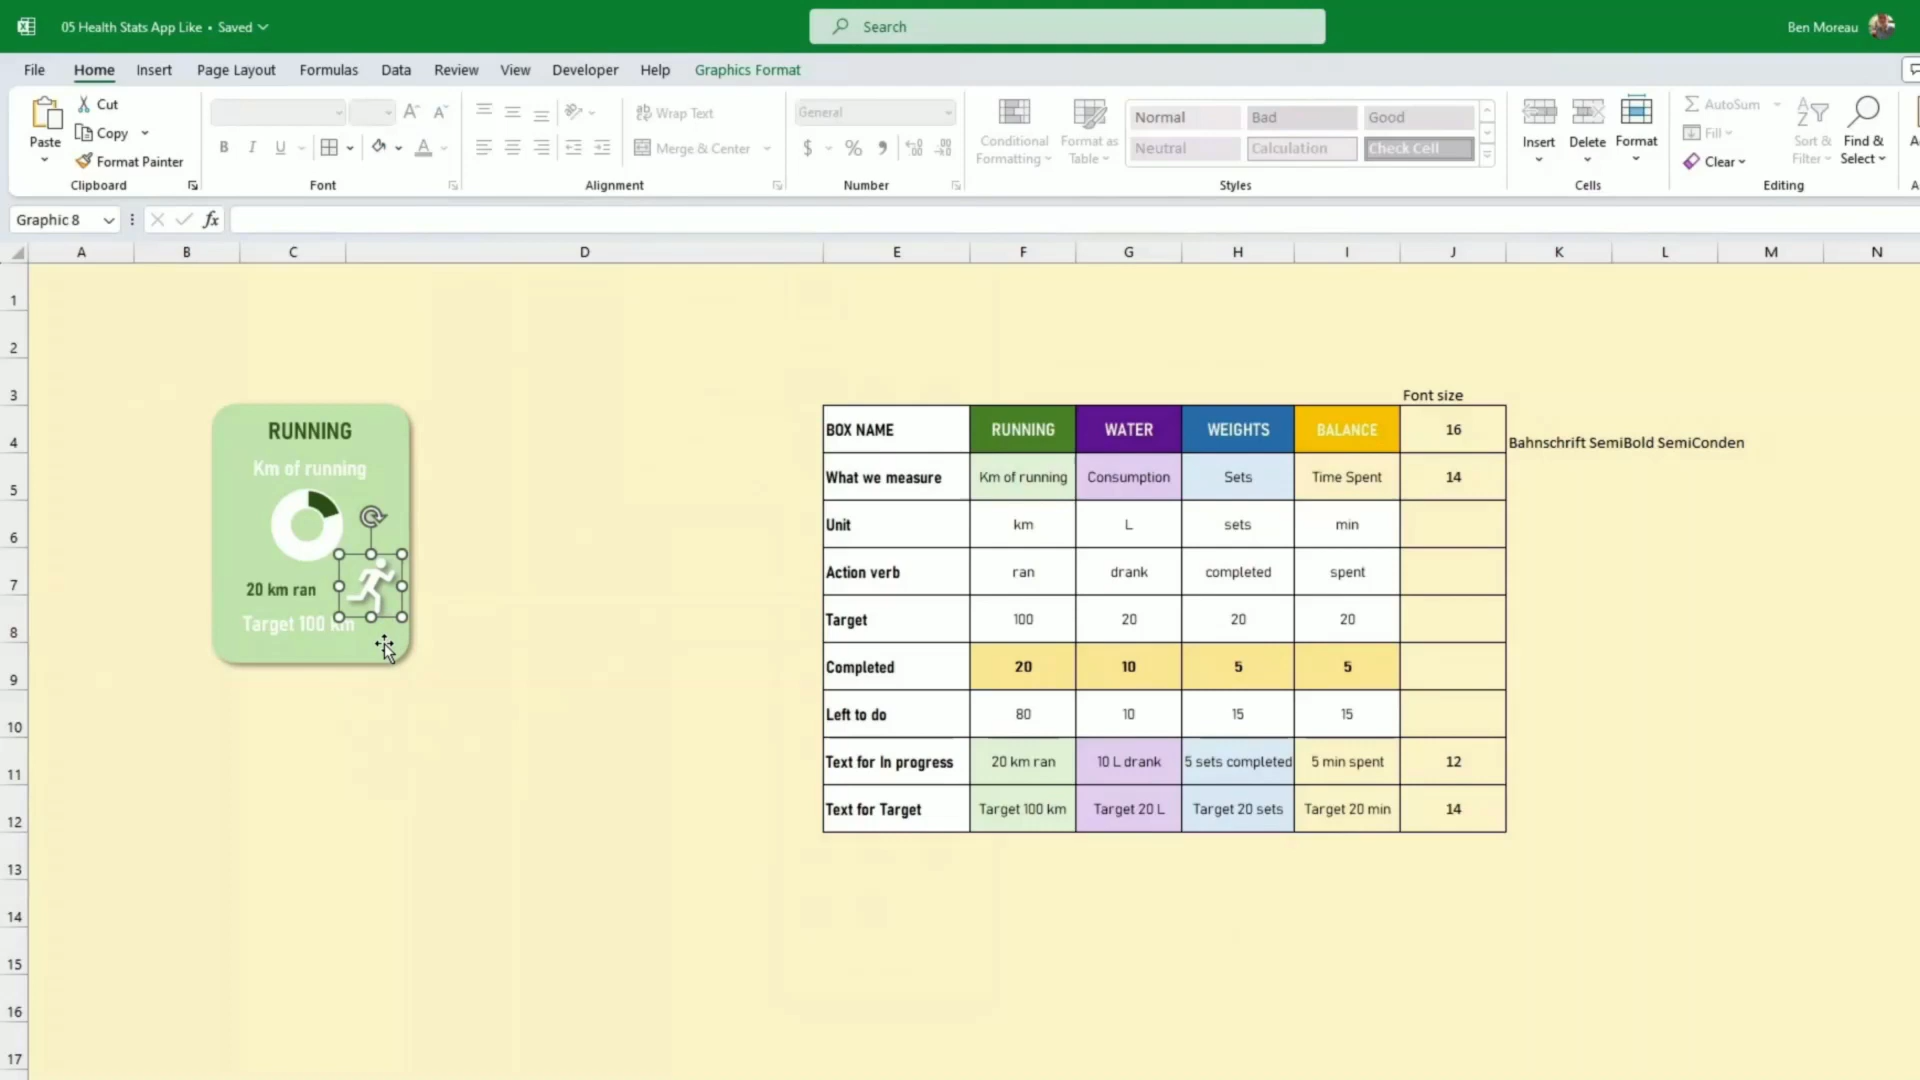 05 Health Stats App Like • Saved
Search
Ben Moreau
File Home Insert Page Layout Formulas Data Review View Developer Help Graphics Format
Paste
Cut
Copy
Format Painter
Clipboard
B I U
Font
Wrap Text
Merge & Center
Alignment
General
$ % 9
Number
Conditional Formatting
Format as Table
Normal Bad Good
Neutral Calculation Check Cell
Styles
Insert Delete Format
Cells
AutoSum
Fill
Clear
Sort & Filter
Find & Select
Editing
Graphic 8
fx
A B C D E F G H I J K L M N
1
2
3
4
5
6
7
8
9
10
11
12
13
14
15
16
17
RUNNING
Km of running
20 km ran
Target 100 km
Font size
BOX NAME RUNNING WATER WEIGHTS BALANCE 16
Bahnschrift SemiBold SemiConden
What we measure Km of running Consumption Sets Time Spent 14
Unit km L sets min
Action verb ran drank completed spent
Target 100 20 20 20
Completed 20 10 5 5
Left to do 80 10 15 15
Text for In progress 20 km ran 10 L drank 5 sets completed 5 min spent 12
Text for Target Target 100 km Target 20 L Target 20 sets Target 20 min 14